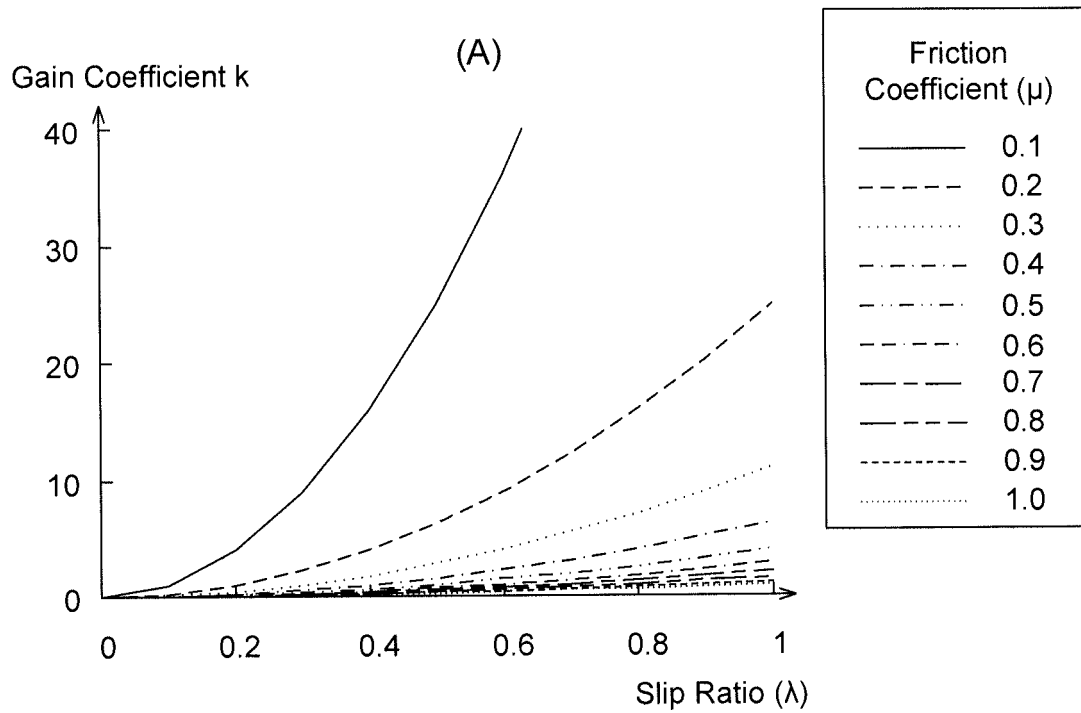 (A)
Gain Coefficient k
40
30
20
10
0
0 0.2 0.4 0.6 0.8 1
Slip Ratio (λ)
Friction
Coefficient (μ)
0.1
0.2
0.3
0.4
0.5
0.6
0.7
0.8
0.9
1.0